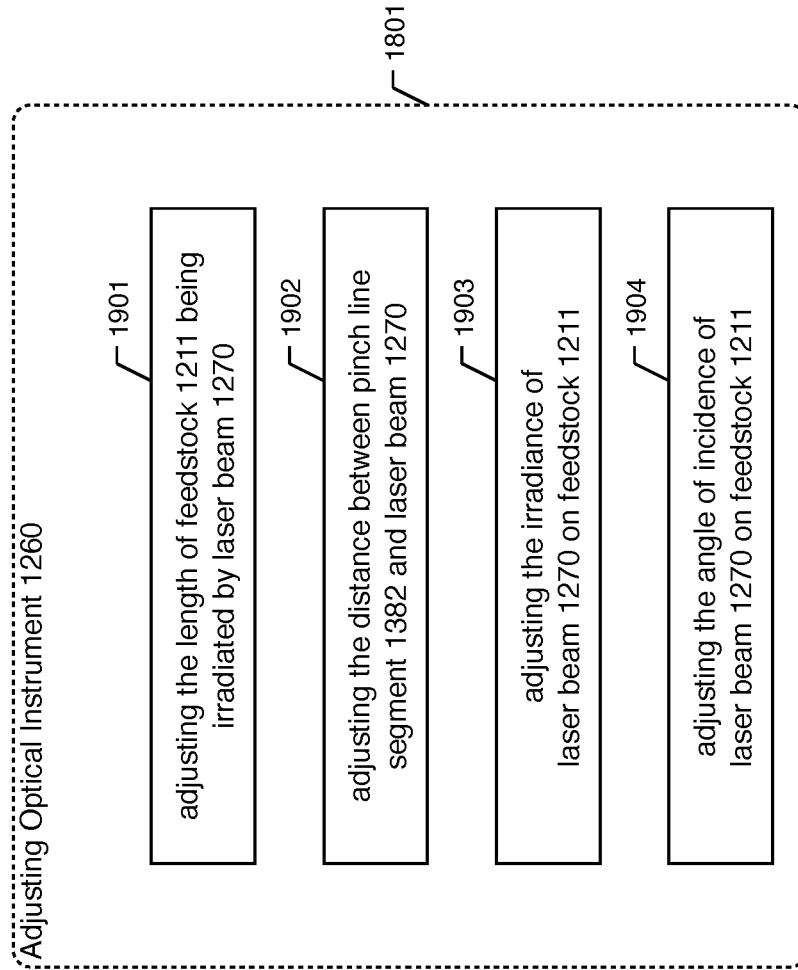 Adjusting Optical Instrument 1260
1801
1901
adjusting the length of feedstock 1211 being
irradiated by laser beam 1270
1902
adjusting the distance between pinch line
segment 1382 and laser beam 1270
1903
adjusting the irradiance of
laser beam 1270 on feedstock 1211
1904
adjusting the angle of incidence of
laser beam 1270 on feedstock 1211